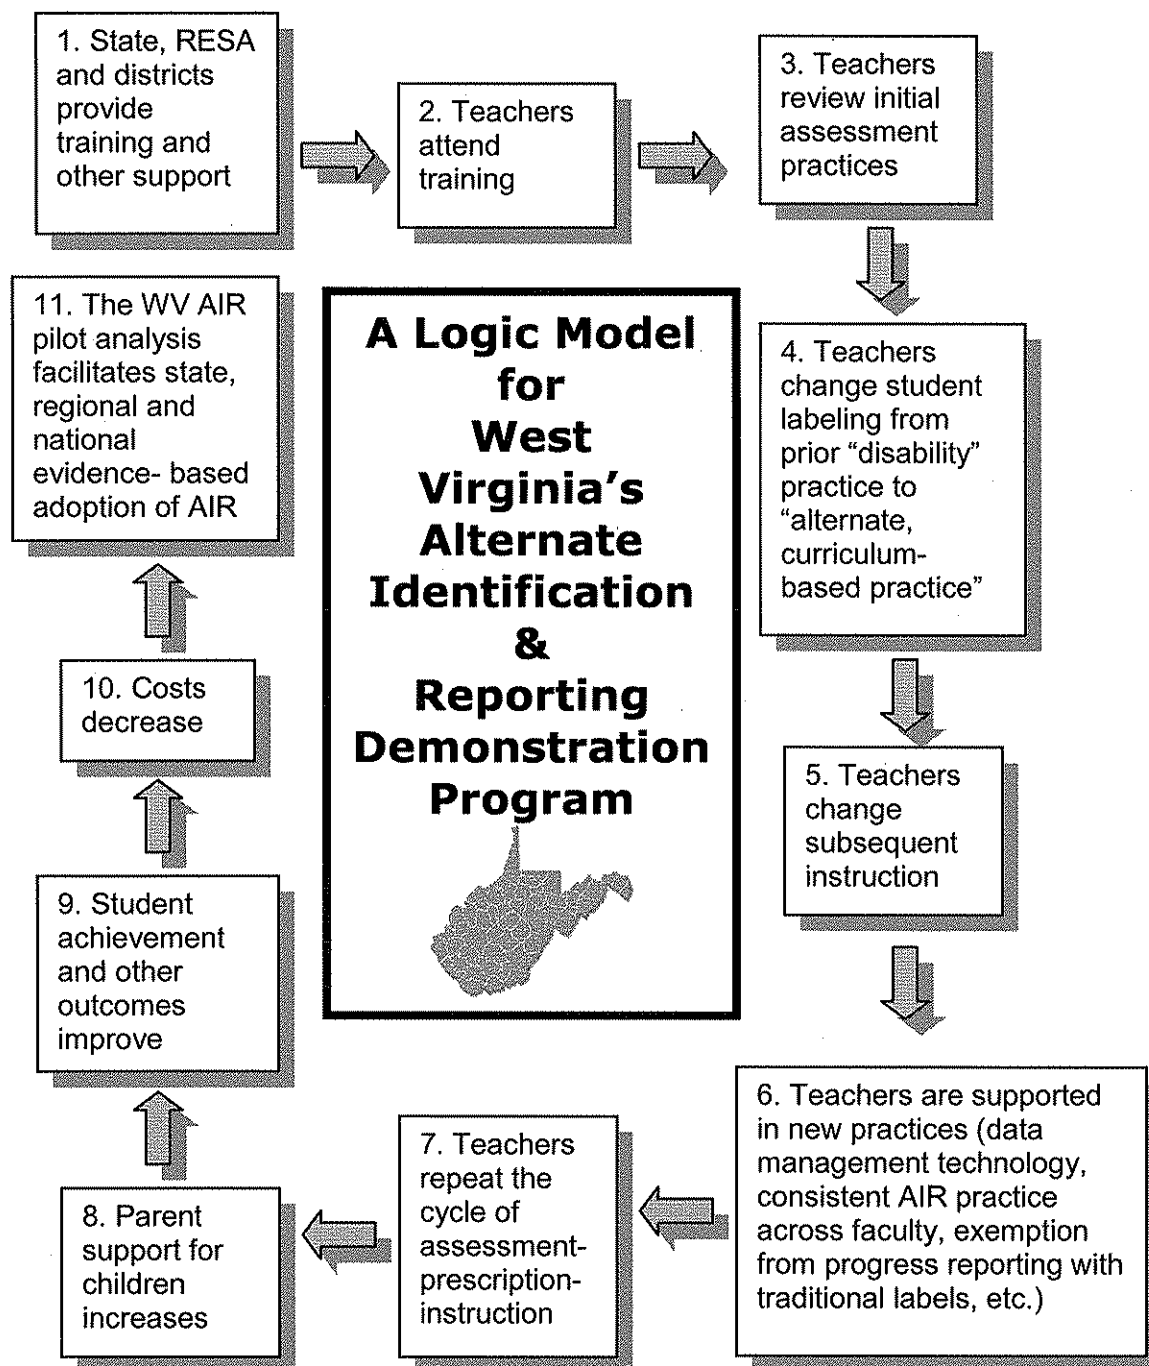 1. State, RESA
and districts
provide
training and
other support
2. Teachers
attend
training
3. Teachers
review initial
assessment
practices
4. Teachers
change student
labeling from
prior “disability”
practice to
“alternate,
curriculum-
based practice”
5. Teachers
change
subsequent
instruction
6. Teachers are supported
in new practices (data
management technology,
consistent AIR practice
across faculty, exemption
from progress reporting with
traditional labels, etc.)
7. Teachers
repeat the
cycle of
assessment-
prescription-
instruction
8. Parent
support for
children
increases
9. Student
achievement
and other
outcomes
improve
10. Costs
decrease
11. The WV AIR
pilot analysis
facilitates state,
regional and
national
evidence- based
adoption of AIR
A Logic Model
for
West
Virginia’s
Alternate
Identification
&
Reporting
Demonstration
Program